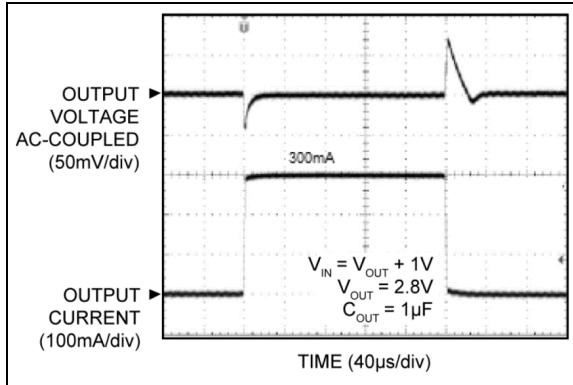 OUTPUT
VOLTAGE
AC-COUPLED
(50mV/div)
300mA
V_IN = V_OUT + 1V
V_OUT = 2.8V
C_OUT = 1µF
OUTPUT
CURRENT
(100mA/div)
TIME (40µs/div)